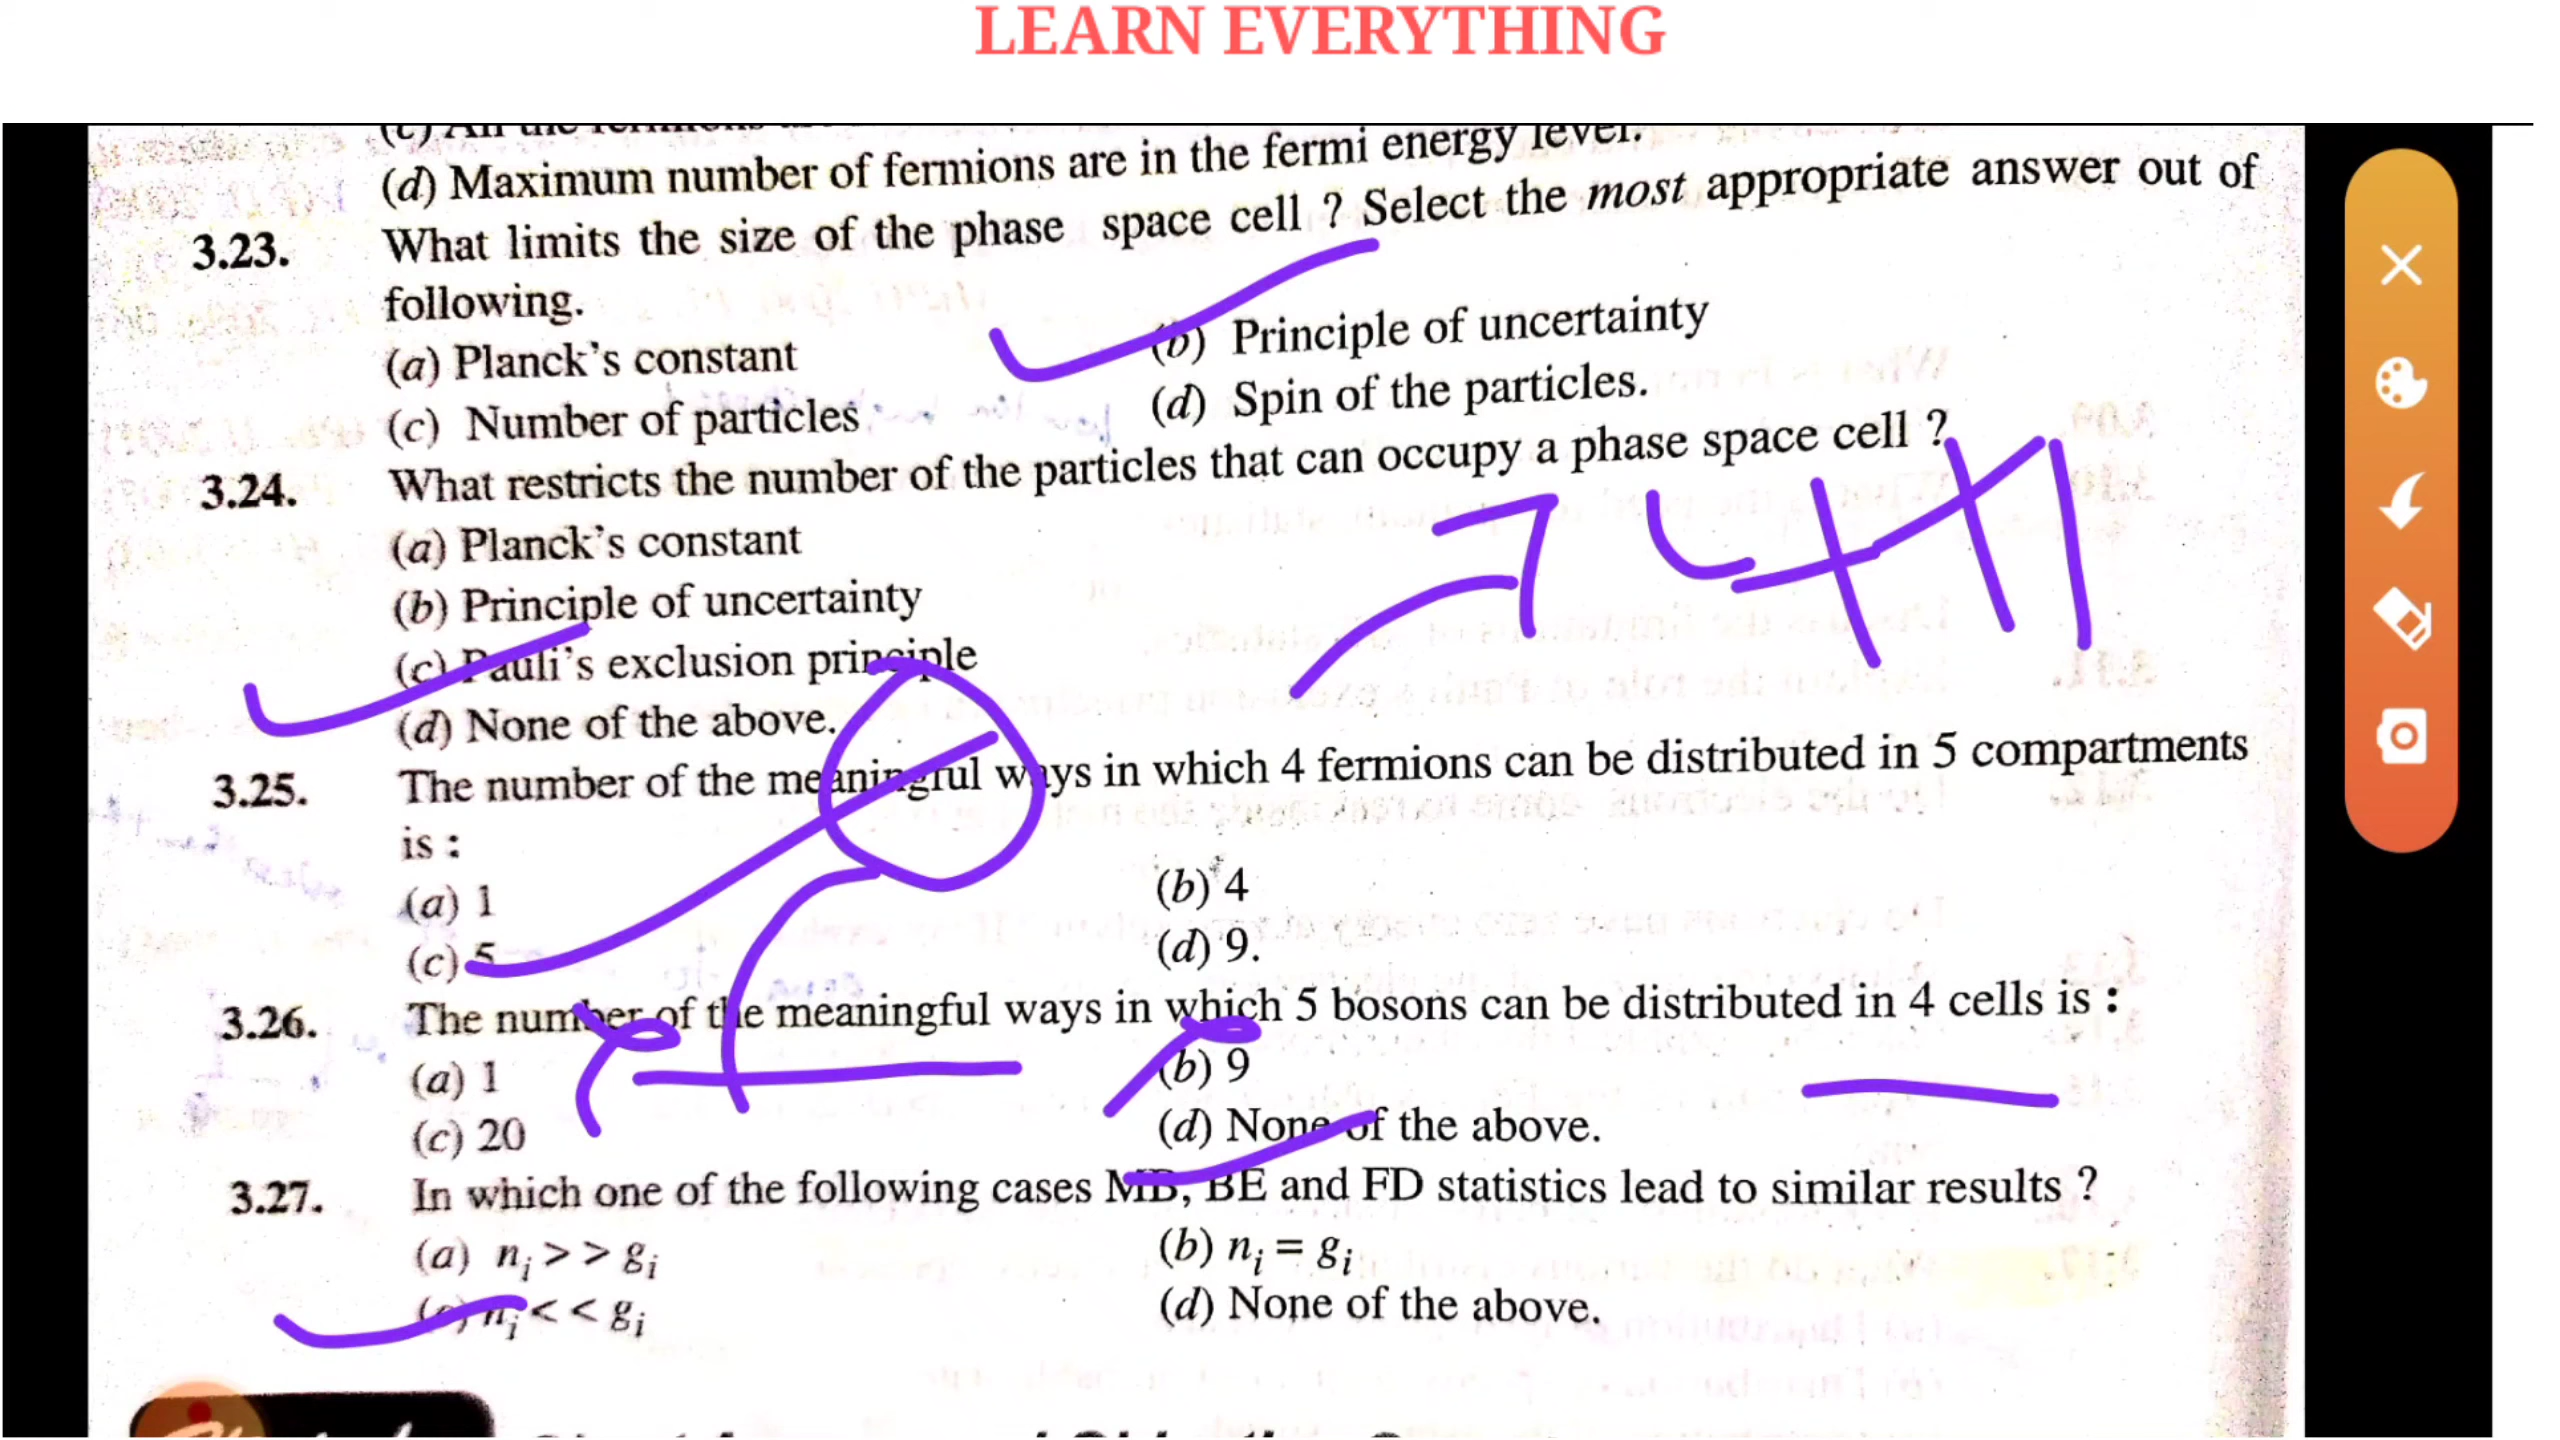 LEARN EVERYTHING
(d) Maximum number of fermions are in the fermi energy level.
3.23. What limits the size of the phase space cell ? Select the most appropriate answer out of
following.
(a) Planck's constant (b) Principle of uncertainty
(c) Number of particles (d) Spin of the particles.
3.24. What restricts the number of the particles that can occupy a phase space cell ?
(a) Planck's constant
(b) Principle of uncertainty
(c) Pauli's exclusion principle
(d) None of the above.
3.25. The number of the meaningful ways in which 4 fermions can be distributed in 5 compartments
is :
(a) 1 (b) 4
(c) 5 (d) 9.
3.26. The number of the meaningful ways in which 5 bosons can be distributed in 4 cells is :
(a) 1 (b) 9
(c) 20 (d) None of the above.
3.27. In which one of the following cases MB, BE and FD statistics lead to similar results ?
(a) nᵢ > > gᵢ (b) nᵢ = gᵢ
(c) nᵢ < < gᵢ (d) None of the above.